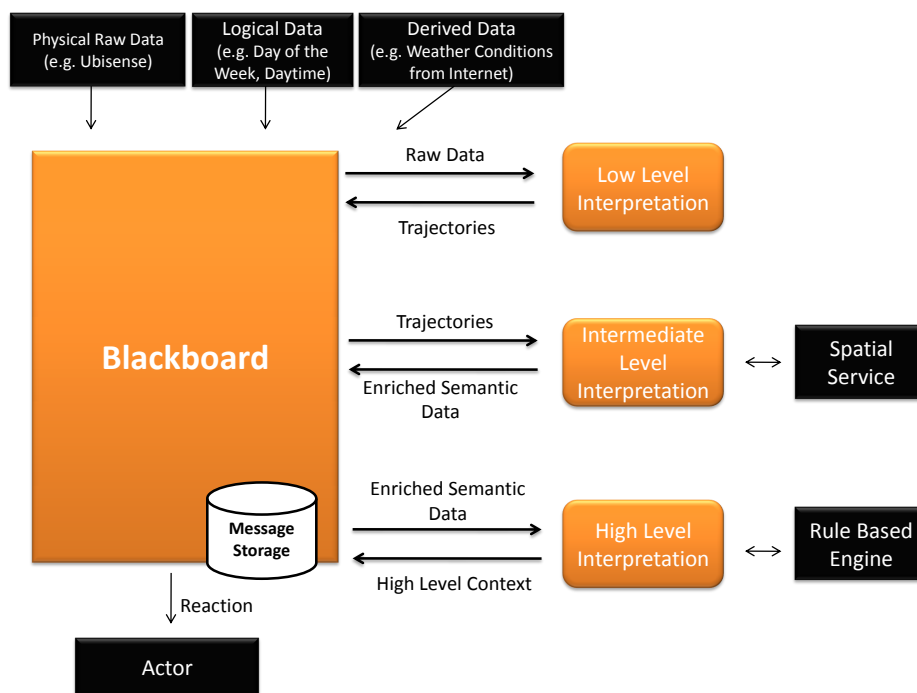 Physical Raw Data
(e.g. Ubisense)
Logical Data
(e.g. Day of the
Week, Daytime)
Derived Data
(e.g. Weather Conditions
from Internet)
Raw Data
Trajectories
Low Level
Interpretation
Blackboard
Trajectories
Enriched Semantic
Data
Intermediate
Level
Interpretation
Spatial
Service
Message
Storage
Enriched Semantic
Data
High Level Context
High Level
Interpretation
Rule Based
Engine
Reaction
Actor